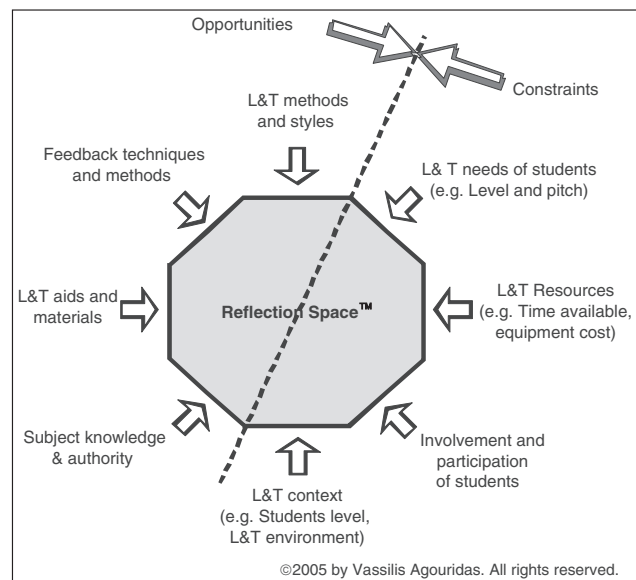 Opportunities
Constraints
L&T methods
and styles
Feedback techniques
and methods
L& T needs of students
(e.g. Level and pitch)
L&T aids and
materials
Reflection Space™
L&T Resources
(e.g. Time available,
equipment cost)
Subject knowledge
& authority
Involvement and
participation
of students
L&T context
(e.g. Students level,
L&T environment)
©2005 by Vassilis Agouridas. All rights reserved.